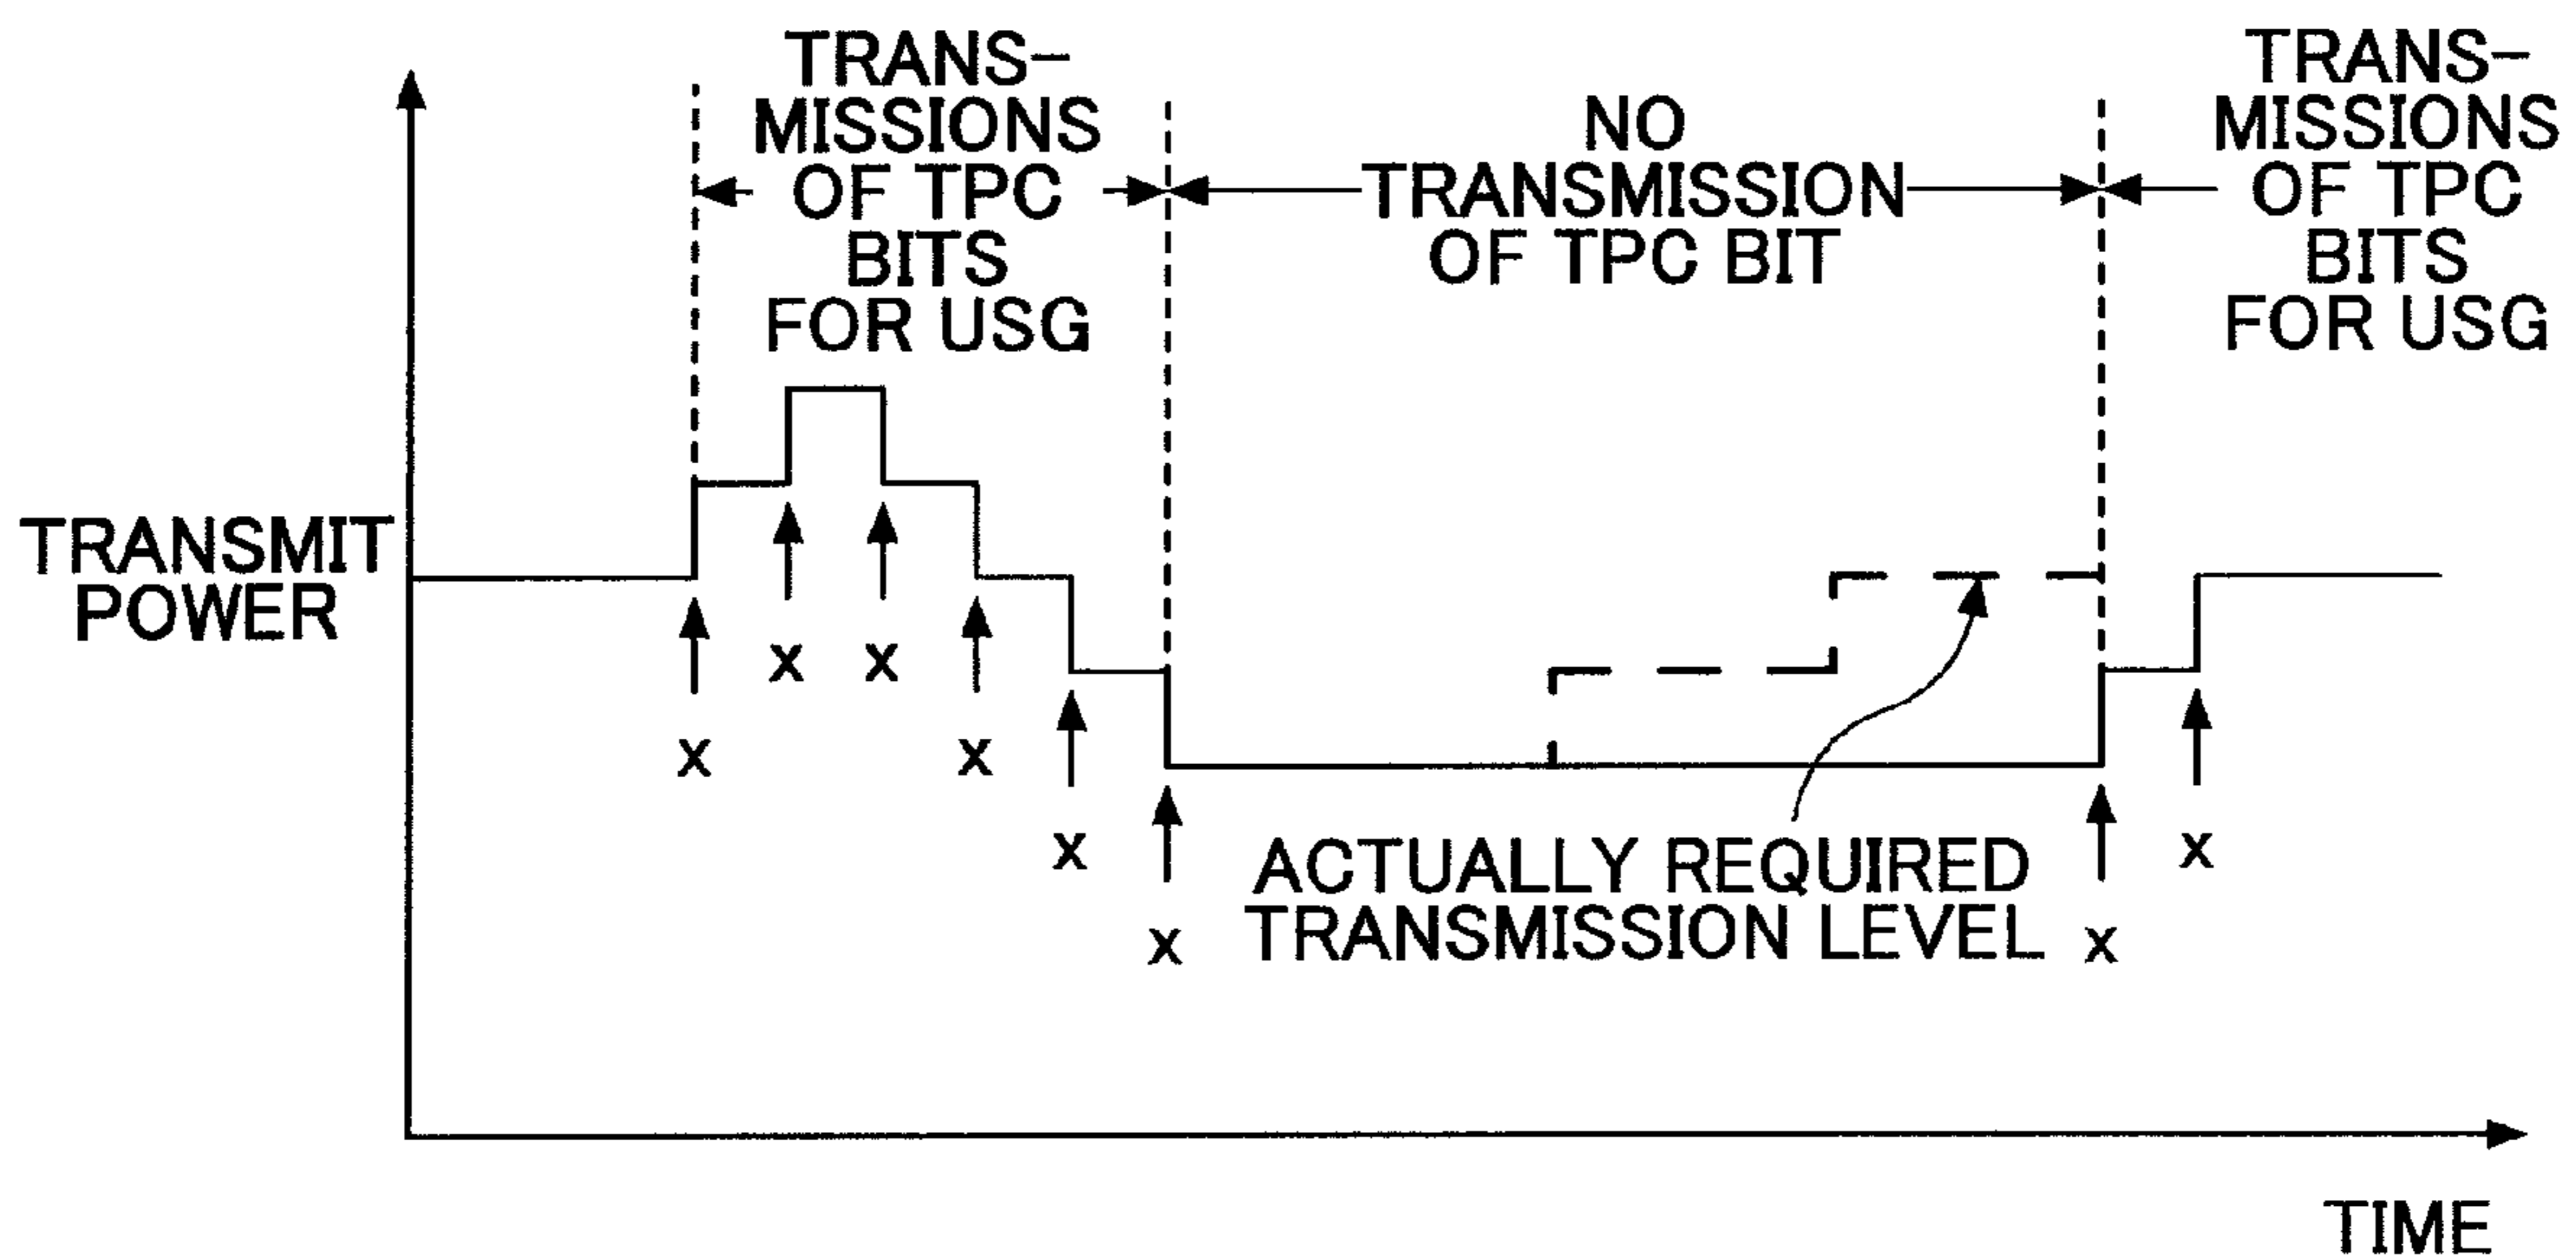 TRANS-
MISSIONS
OF TPC
BITS
FOR USG
NO
TRANSMISSION
OF TPC BIT
TRANS-
MISSIONS
OF TPC
BITS
FOR USG
TRANSMIT
POWER
x
x
x
x
x
x
ACTUALLY REQUIRED
TRANSMISSION LEVEL
x
x
TIME